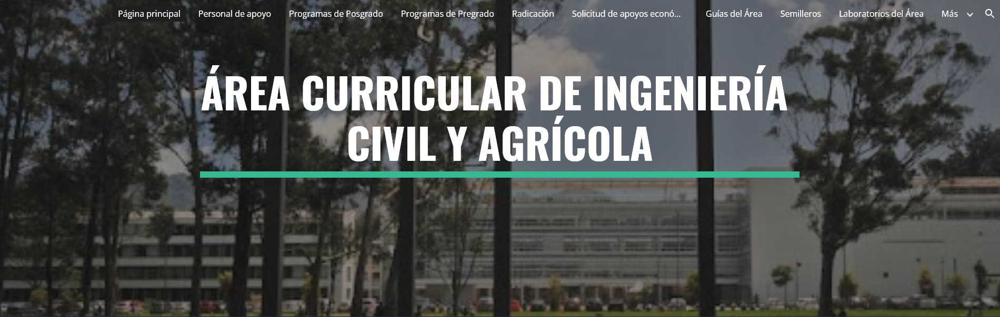 Página principal Personal de apoyo Programas de Posgrado Programas de Pregrado Radicación Solicitud de apoyos econó... Guías del Área Semilleros Laboratorios del Área Más
ÁREA CURRICULAR DE INGENIERÍA
CIVIL Y AGRÍCOLA